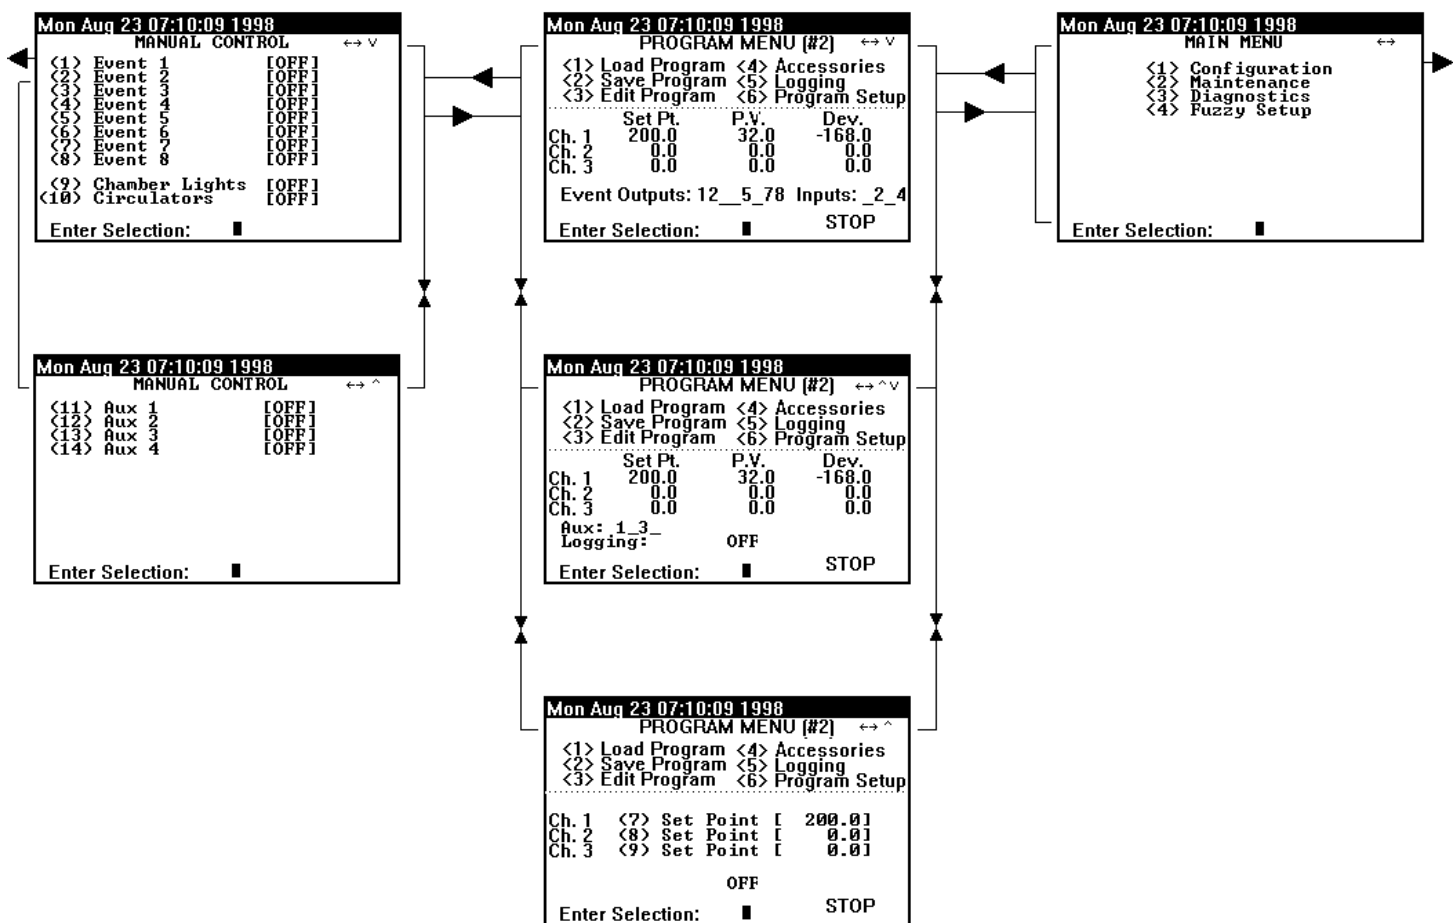 Mon Aug 23 07:10:09 1998
MANUAL CONTROL ↔ v
<1> Event 1 [OFF]
<2> Event 2 [OFF]
<3> Event 3 [OFF]
<4> Event 4 [OFF]
<5> Event 5 [OFF]
<6> Event 6 [OFF]
<7> Event 7 [OFF]
<8> Event 8 [OFF]
<9> Chamber Lights [OFF]
<10> Circulators [OFF]
Enter Selection:
Mon Aug 23 07:10:09 1998
PROGRAM MENU (#2) ↔ v
<1> Load Program <4> Accessories
<2> Save Program <5> Logging
<3> Edit Program <6> Program Setup
Set Pt. P.V. Dev.
Ch. 1 200.0 32.0 -168.0
Ch. 2 0.0 0.0 0.0
Ch. 3 0.0 0.0 0.0
Event Outputs: 12__5_78 Inputs: _2_4
STOP
Enter Selection:
Mon Aug 23 07:10:09 1998
MAIN MENU ↔
<1> Configuration
<2> Maintenance
<3> Diagnostics
<4> Fuzzy Setup
Enter Selection:
Mon Aug 23 07:10:09 1998
MANUAL CONTROL ↔ ^
<11> Aux 1 [OFF]
<12> Aux 2 [OFF]
<13> Aux 3 [OFF]
<14> Aux 4 [OFF]
Enter Selection:
Mon Aug 23 07:10:09 1998
PROGRAM MENU (#2) ↔ ^ v
<1> Load Program <4> Accessories
<2> Save Program <5> Logging
<3> Edit Program <6> Program Setup
Set Pt. P.V. Dev.
Ch. 1 200.0 32.0 -168.0
Ch. 2 0.0 0.0 0.0
Ch. 3 0.0 0.0 0.0
Aux: 1_3_
Logging: OFF
STOP
Enter Selection:
Mon Aug 23 07:10:09 1998
PROGRAM MENU (#2) ↔ ^
<1> Load Program <4> Accessories
<2> Save Program <5> Logging
<3> Edit Program <6> Program Setup
Ch. 1 <7> Set Point [ 200.0]
Ch. 2 <8> Set Point [ 0.0]
Ch. 3 <9> Set Point [ 0.0]
OFF
STOP
Enter Selection: